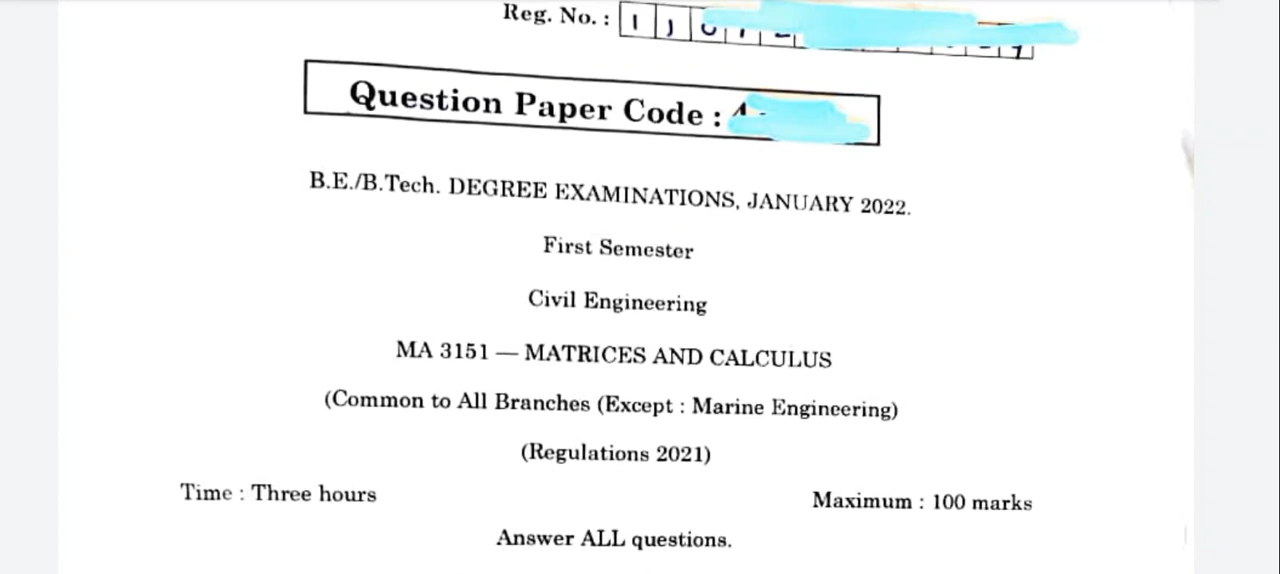 Reg. No. :
Question Paper Code :
B.E./B.Tech. DEGREE EXAMINATIONS, JANUARY 2022.
First Semester
Civil Engineering
MA 3151 — MATRICES AND CALCULUS
(Common to All Branches (Except : Marine Engineering)
(Regulations 2021)
Time : Three hours Maximum : 100 marks
Answer ALL questions.